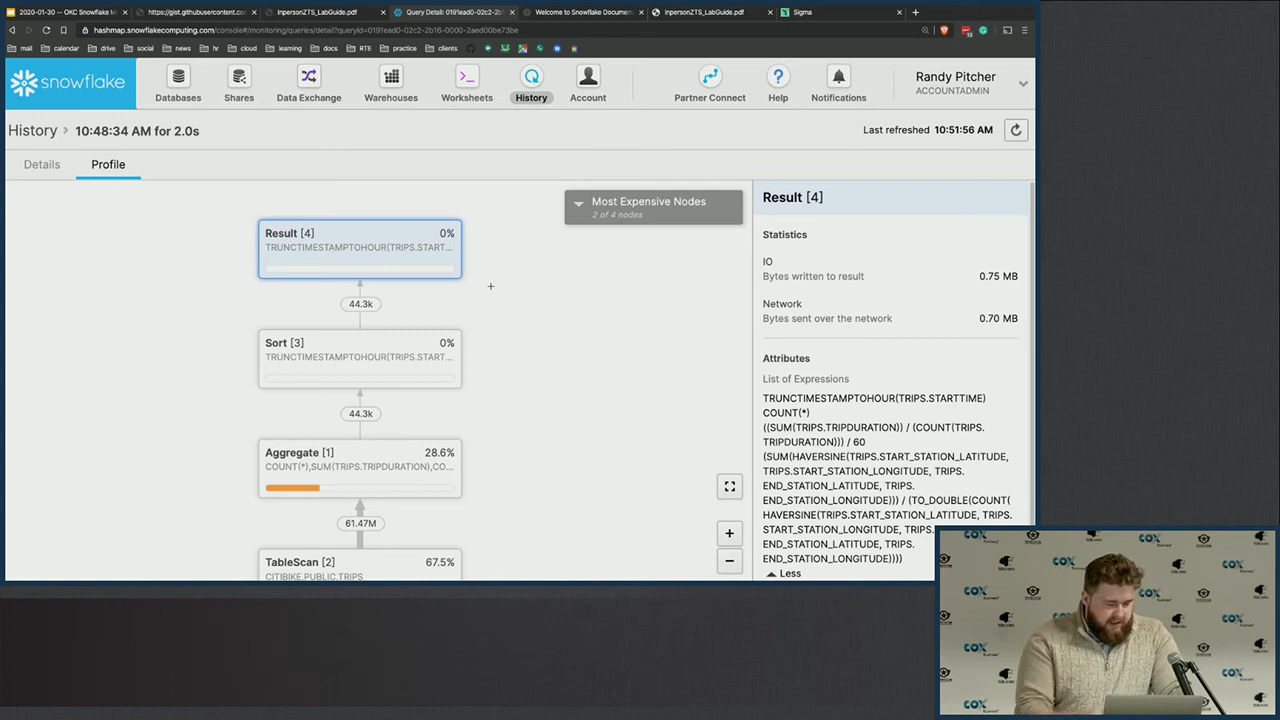 2020-01-30 -- OKC Snowflake M
https://gist.githubusercontent.c
InpersonZTS_LabGuide.pdf
Query Detail: 0191ead0-02c2-2b
Welcome to Snowflake Documen
InpersonZTS_LabGuide.pdf
Sigma
hashmap.snowflakecomputing.com/console#/monitoring/queries/detail?queryId=0191ead0-02c2-2b16-0000-2aed00be73be
mail
calendar
drive
social
news
hr
cloud
learning
docs
RTE
practice
clients
snowflake
Databases
Shares
Data Exchange
Warehouses
Worksheets
History
Account
Partner Connect
Help
Notifications
Randy Pitcher
ACCOUNTADMIN
History > 10:48:34 AM for 2.0s
Last refreshed 10:51:56 AM
Details
Profile
Most Expensive Nodes
2 of 4 nodes
Result [4] 0%
TRUNCTIMESTAMPTOHOUR(TRIPS.START...
44.3k
Sort [3] 0%
TRUNCTIMESTAMPTOHOUR(TRIPS.START...
44.3k
Aggregate [1] 28.6%
COUNT(*),SUM(TRIPS.TRIPDURATION),CO...
61.47M
TableScan [2] 67.5%
CITIBIKE.PUBLIC.TRIPS
Result [4]
Statistics
IO
Bytes written to result 0.75 MB
Network
Bytes sent over the network 0.70 MB
Attributes
List of Expressions
TRUNCTIMESTAMPTOHOUR(TRIPS.STARTTIME)
COUNT(*)
((SUM(TRIPS.TRIPDURATION)) / (COUNT(TRIPS.
TRIPDURATION))) / 60
(SUM(HAVERSINE(TRIPS.START_STATION_LATITUDE,
TRIPS.START_STATION_LONGITUDE, TRIPS.
END_STATION_LATITUDE, TRIPS.
END_STATION_LONGITUDE))) / (TO_DOUBLE(COUNT(
HAVERSINE(TRIPS.START_STATION_LATITUDE, TRIPS.
START_STATION_LONGITUDE, TRIPS.
END_STATION_LATITUDE, TRIPS.
END_STATION_LONGITUDE))))
Less
COX
COX
COX
COX
COX
COX